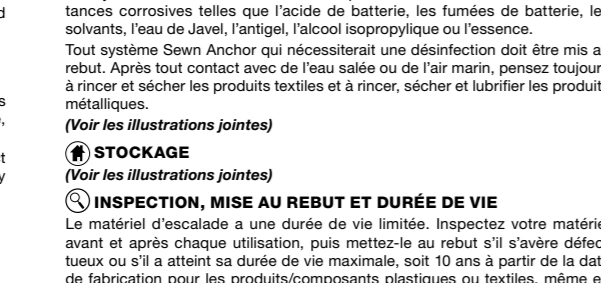 tances corrosives telles que l'acide de batterie, les fumées de batterie, le
solvants, l'eau de Javel, l'antigel, l'alcool isopropylique ou l'essence.
Tout système Sewn Anchor qui nécessiterait une désinfection doit être mis a
rebut. Après tout contact avec de l'eau salée ou de l'air marin, pensez toujour
à rincer et sécher les produits textiles et à rincer, sécher et lubrifier les produit
métalliques.
(Voir les illustrations jointes)
STOCKAGE
(Voir les illustrations jointes)
INSPECTION, MISE AU REBUT ET DURÉE DE VIE
Le matériel d'escalade a une durée de vie limitée. Inspectez votre matérie
avant et après chaque utilisation, puis mettez-le au rebut s'il s'avère défec
tueux ou s'il a atteint sa durée de vie maximale, soit 10 ans à partir de la dat
de fabrication pour les produits/composants plastiques ou textiles, même e